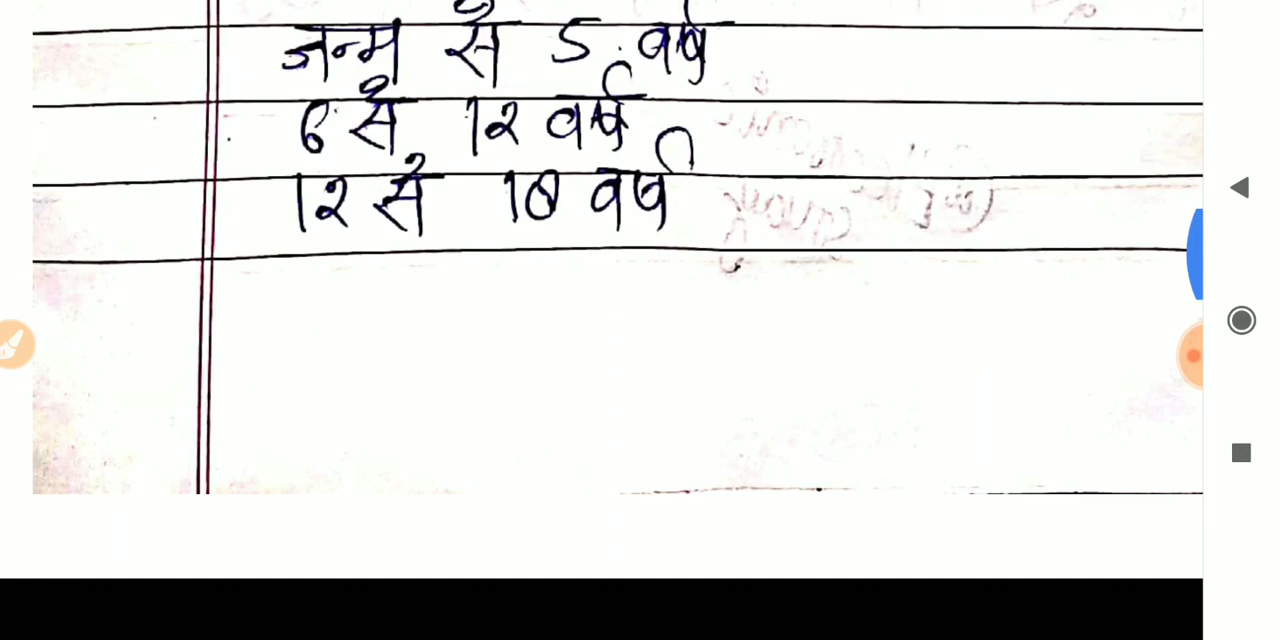 जन्म से 5 वर्ष
6 से 12 वर्ष
12 से 18 वर्ष